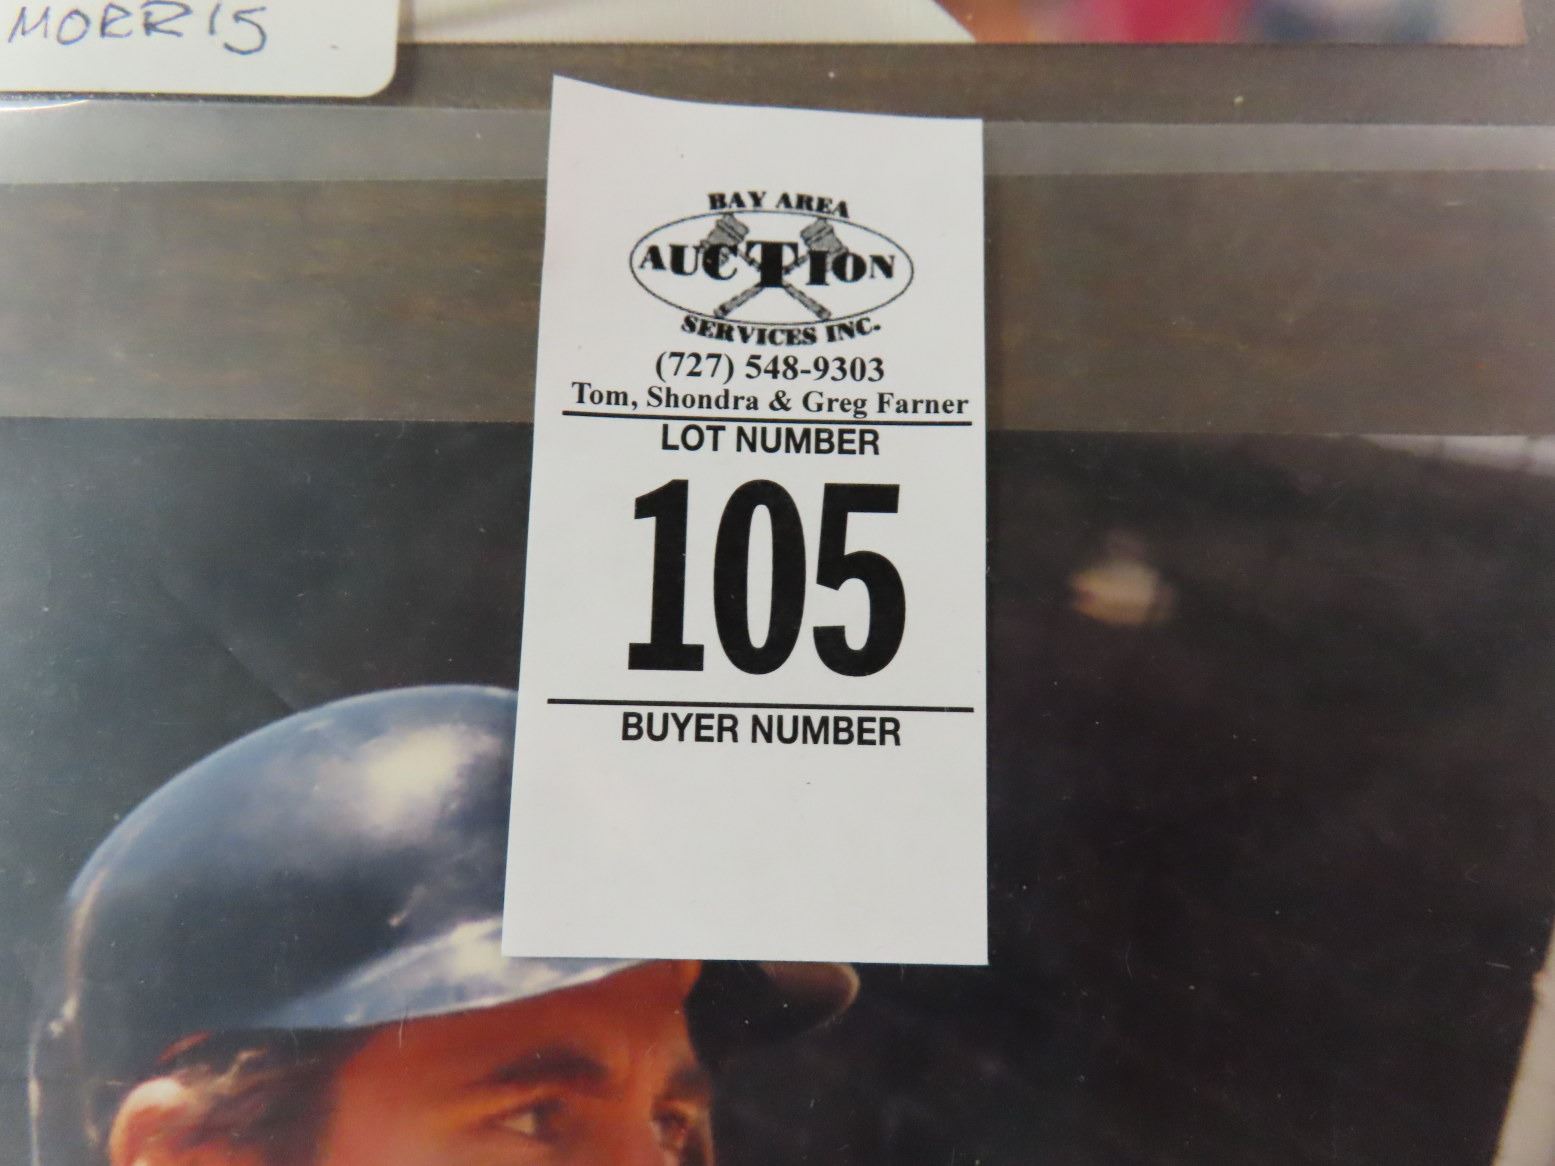 MORRIS
BAY AREA
AUCTION
SERVICES INC.
(727) 548-9303
Tom, Shondra & Greg Farner
LOT NUMBER
105
BUYER NUMBER